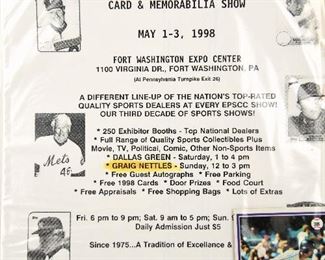 CARD & MEMORABILIA SHOW
MAY 1-3, 1998
FORT WASHINGTON EXPO CENTER
1100 VIRGINIA DR., FORT WASHINGTON, PA
(At Pennsylvania Turnpike Exit 26)
A DIFFERENT LINE-UP OF THE NATION'S TOP-RATED
QUALITY SPORTS DEALERS AT EVERY EPSCC SHOW!
OUR THIRD DECADE OF SPORTS SHOWS!
* 250 Exhibitor Booths - Top National Dealers
* Full Range of Quality Sports Collectibles Plus
Movie, TV, Political, Comic, Other Non-Sports Items
* DALLAS GREEN - Saturday, 1 to 4 pm
* GRAIG NETTLES - Sunday, 12 to 3 pm
* Free Guest Autographs * Free Parking
* Free 1998 Cards * Door Prizes * Food Court
* Free Appraisals * Free Shopping Bags * Lots of Extras
Mets
46
Fri. 6 pm to 9 pm; Sat. 9 am to 5 pm; Sun. 9
Daily Admission Just $5
Since 1975...A Tradition of Excellence &